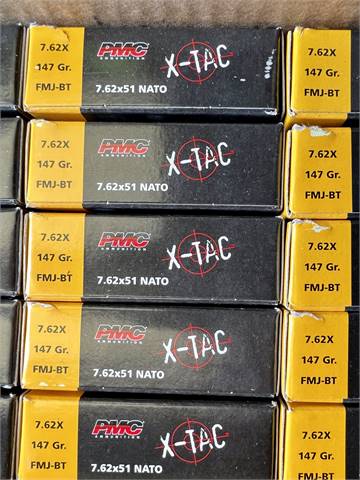 7.62X
147 Gr.
FMJ-BT
PMC
AMMUNITION
X-TAC
7.62x51 NATO
7.62X
147 Gr.
FMJ-BT
7.62X
147 Gr.
FMJ-BT
PMC
AMMUNITION
X-TAC
7.62x51 NATO
7.62X
147 Gr.
FMJ-BT
7.62X
147 Gr.
FMJ-BT
PMC
AMMUNITION
X-TAC
7.62x51 NATO
7.62X
147 Gr.
FMJ-BT
7.62X
147 Gr.
FMJ-BT
PMC
AMMUNITION
X-TAC
7.62x51 NATO
7.62X
147 Gr.
FMJ-BT
7.62X
147 Gr.
FMJ-BT
PMC
AMMUNITION
X-TAC
7.62x51 NATO
7.62X
147 Gr.
FMJ-BT